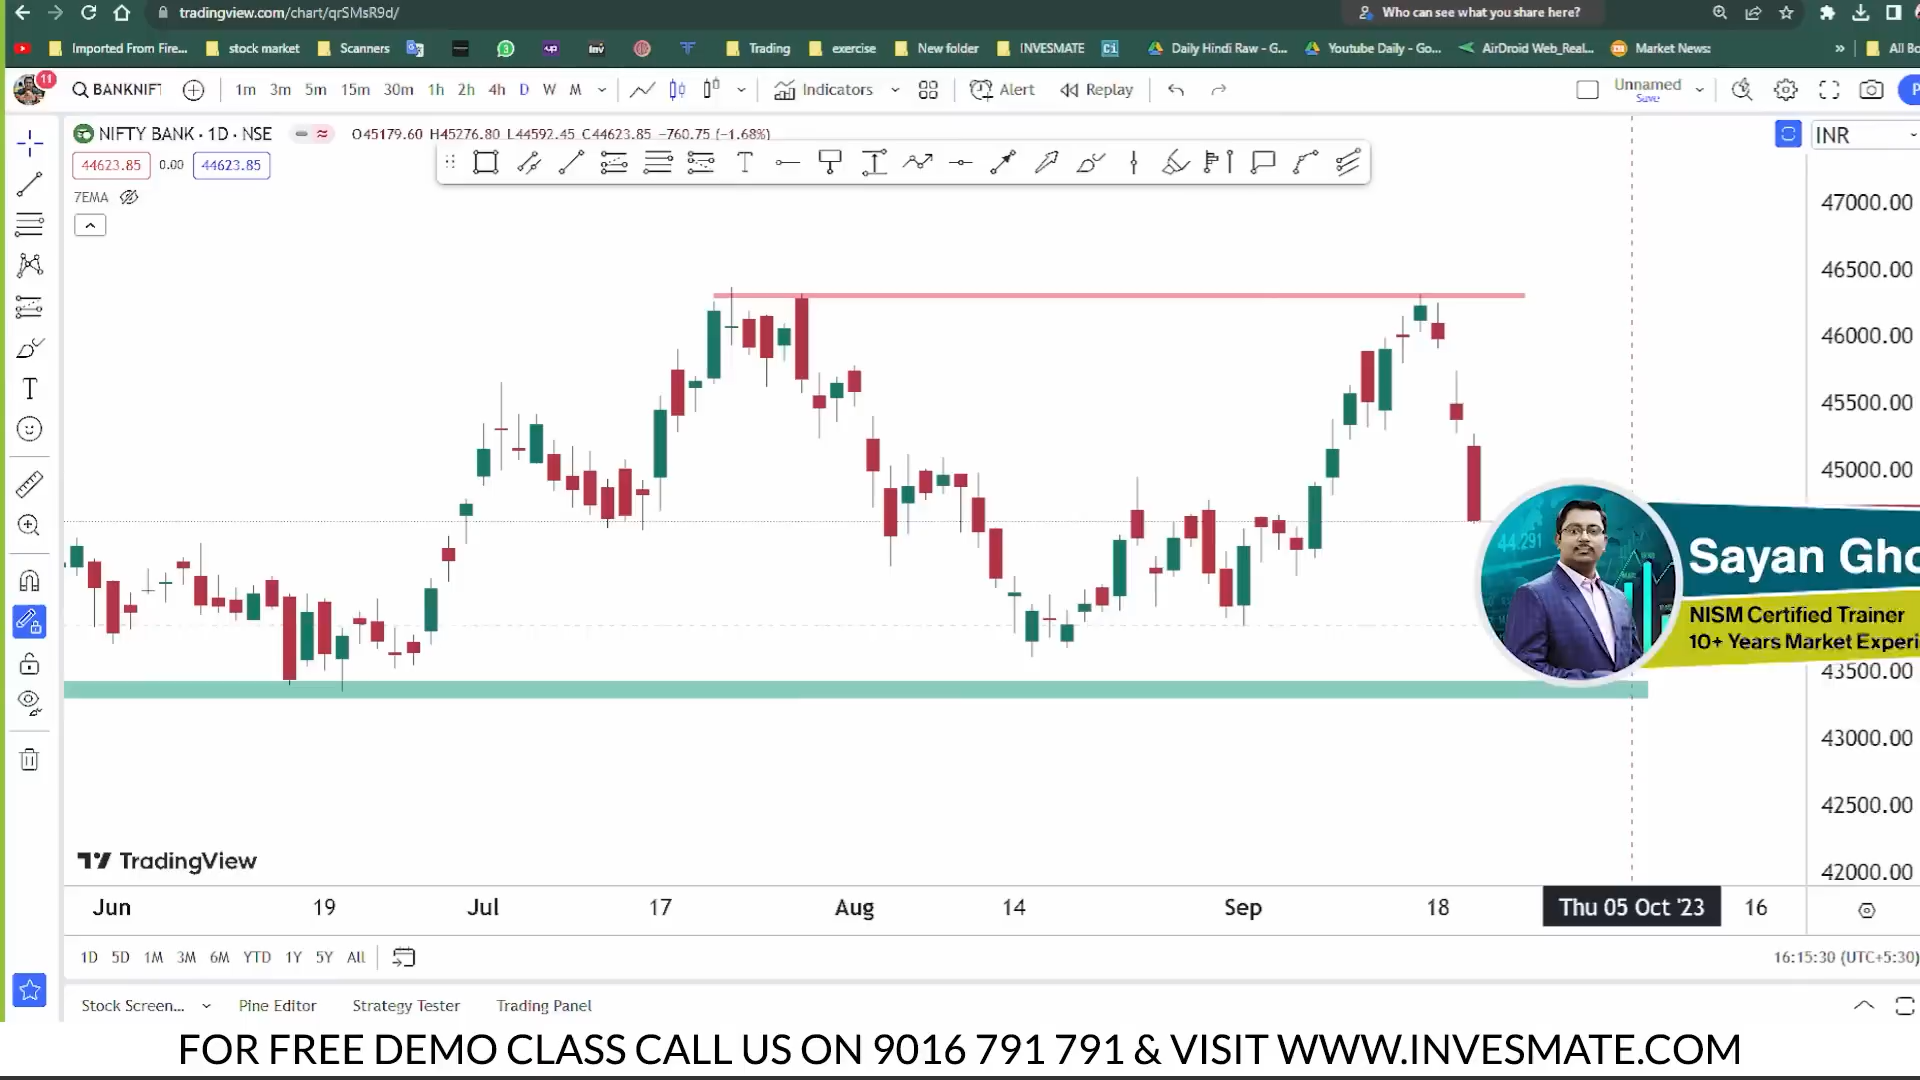 tradingview.com/chart/qrSMsR9d/
Who can see what you share here?
Imported From Fire...
stock market
Scanners
Trading
exercise
New folder
INVESMATE
Ci
Daily Hindi Raw - G...
Youtube Daily - Go...
AirDroid Web_Real...
Market News:
»
All Bo
11
BANKNIFT
1m 3m 5m 15m 30m 1h 2h 4h D W M
Indicators
Alert
Replay
Unnamed
Save
P
NIFTY BANK · 1D · NSE
O45179.60 H45276.80 L44592.45 C44623.85 −760.75 (−1.68%)
INR
44623.85 0.00 44623.85
7EMA
47000.00
46500.00
46000.00
45500.00
45000.00
44.291
Sayan Gho
NISM Certified Trainer
10+ Years Market Experi
43500.00
43000.00
42500.00
42000.00
TradingView
Jun 19 Jul 17 Aug 14 Sep 18 Thu 05 Oct '23 16
1D 5D 1M 3M 6M YTD 1Y 5Y All
16:15:30 (UTC+5:30)
Stock Screen... Pine Editor Strategy Tester Trading Panel
FOR FREE DEMO CLASS CALL US ON 9016 791 791 & VISIT WWW.INVESMATE.COM